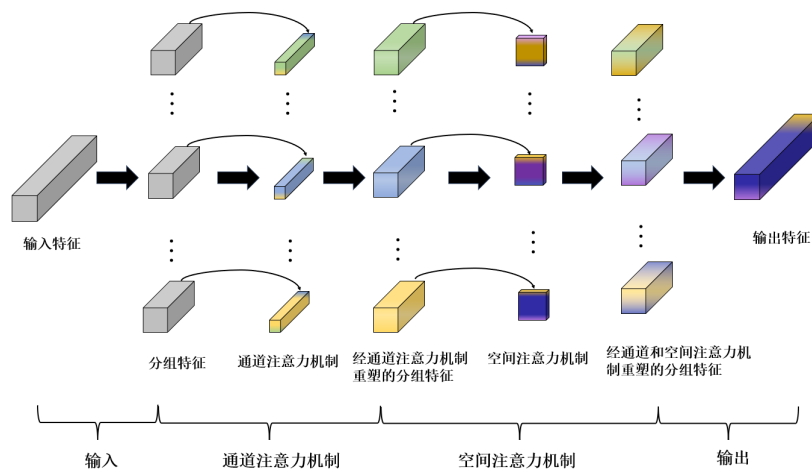 输入特征
输出特征
分组特征
通道注意力机制
经通道注意力机制
重塑的分组特征
空间注意力机制
经通道和空间注意力机
制重塑的分组特征
输入
通道注意力机制
空间注意力机制
输出